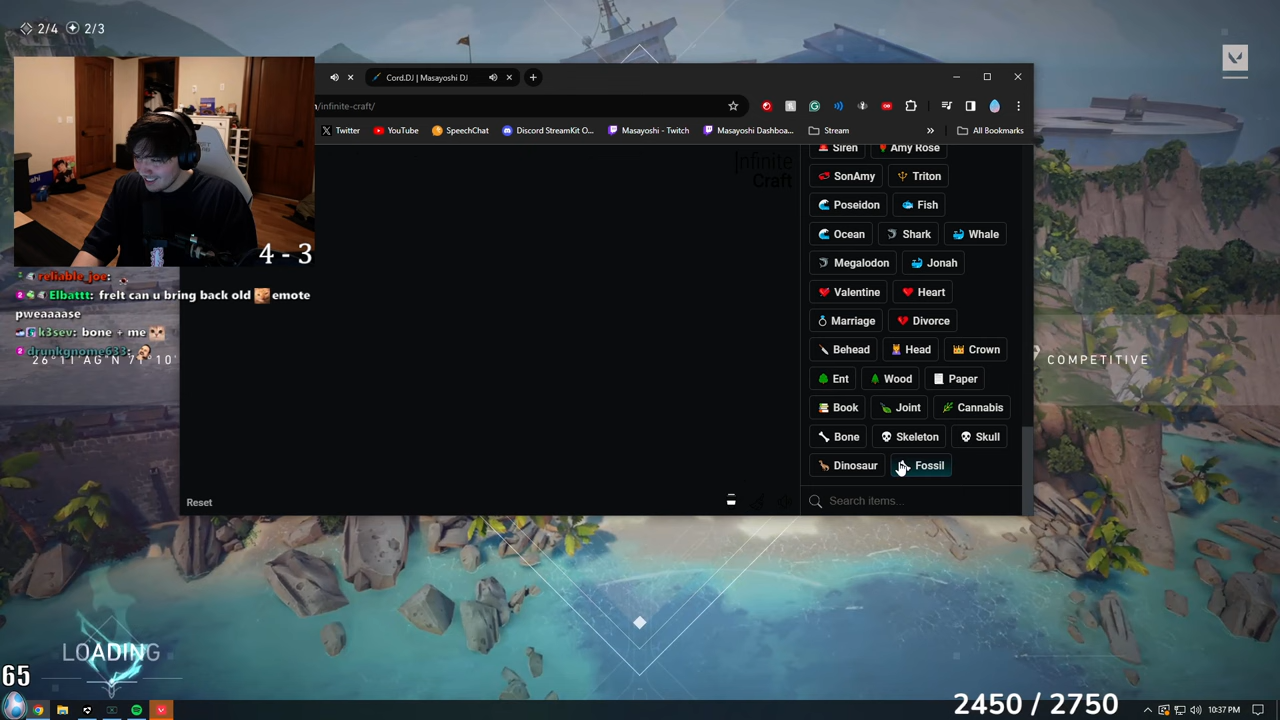 2/4 2/3
Cord.DJ | Masayoshi DJ
/infinite-craft/
Twitter YouTube SpeechChat Discord StreamKit O... Masayoshi - Twitch Masayoshi Dashboa... Stream » All Bookmarks
Infinite
Craft
Siren Amy Rose
SonAmy Triton
Poseidon Fish
Ocean Shark Whale
Megalodon Jonah
Valentine Heart
Marriage Divorce
Behead Head Crown
Ent Wood Paper
Book Joint Cannabis
Bone Skeleton Skull
Dinosaur Fossil
Reset
Search items...
4 - 3
reliable_joe:
Elbattt: frelt can u bring back old emote
pweaaaase
k3sev: bone + me
drunkgnome633:
COMPETITIVE
LOADING
65
2450 / 2750
10:37 PM